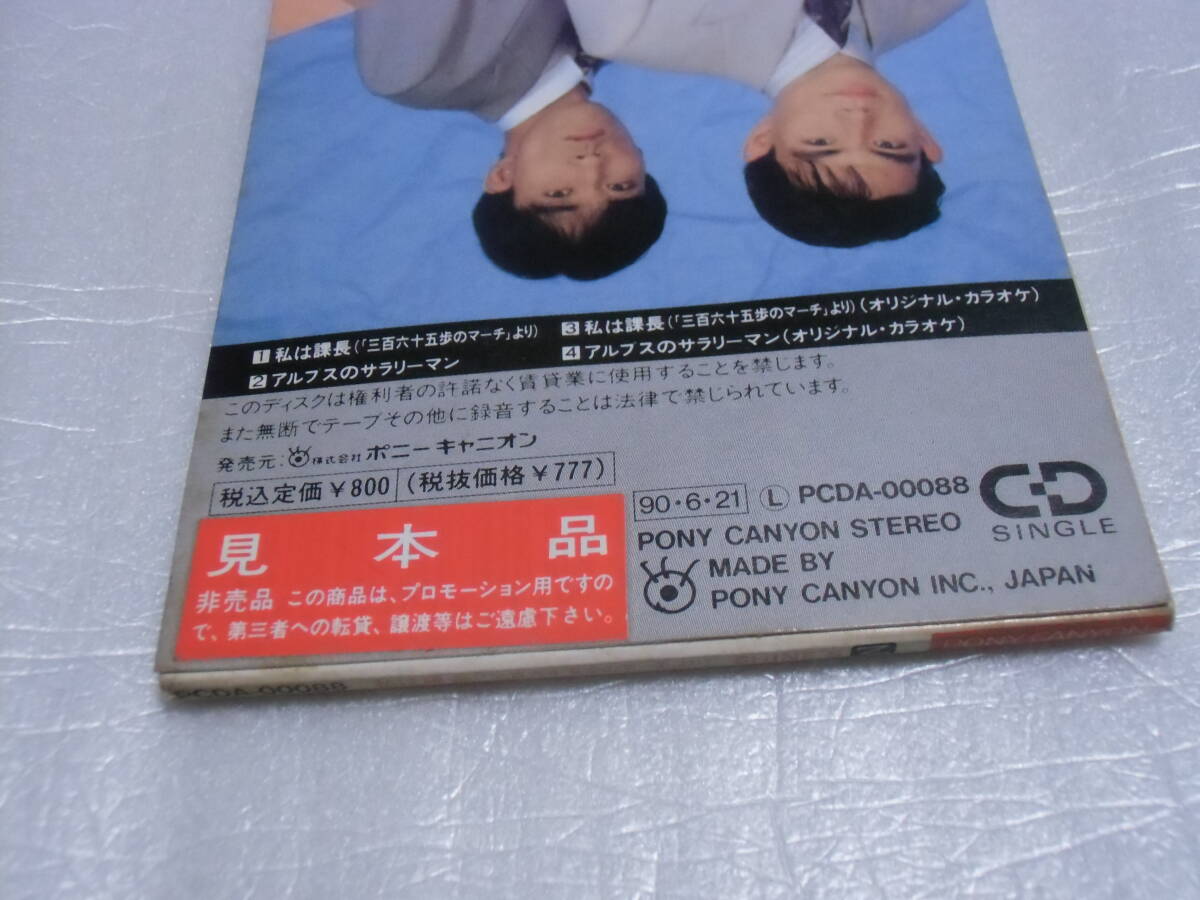 1 私は課長(「三百六十五歩のマーチ」より)
2 アルプスのサラリーマン
3 私は課長(「三百六十五歩のマーチ」より)(オリジナル・カラオケ)
4 アルプスのサラリーマン(オリジナル・カラオケ)
このディスクは権利者の許諾なく賃貸業に使用することを禁じます。
また無断でテープその他に録音することは法律で禁じられています。
発売元:株式会社ポニーキャニオン
税込定価¥800 (税抜価格¥777)
見本品
非売品 この商品は、プロモーション用ですの
で、第三者への転貸、譲渡等はご遠慮下さい。
90・6・21 Ⓛ PCDA-00088
CD
SINGLE
PONY CANYON STEREO
MADE BY
PONY CANYON INC., JAPAN
PCDA-00088
PONY CANYON